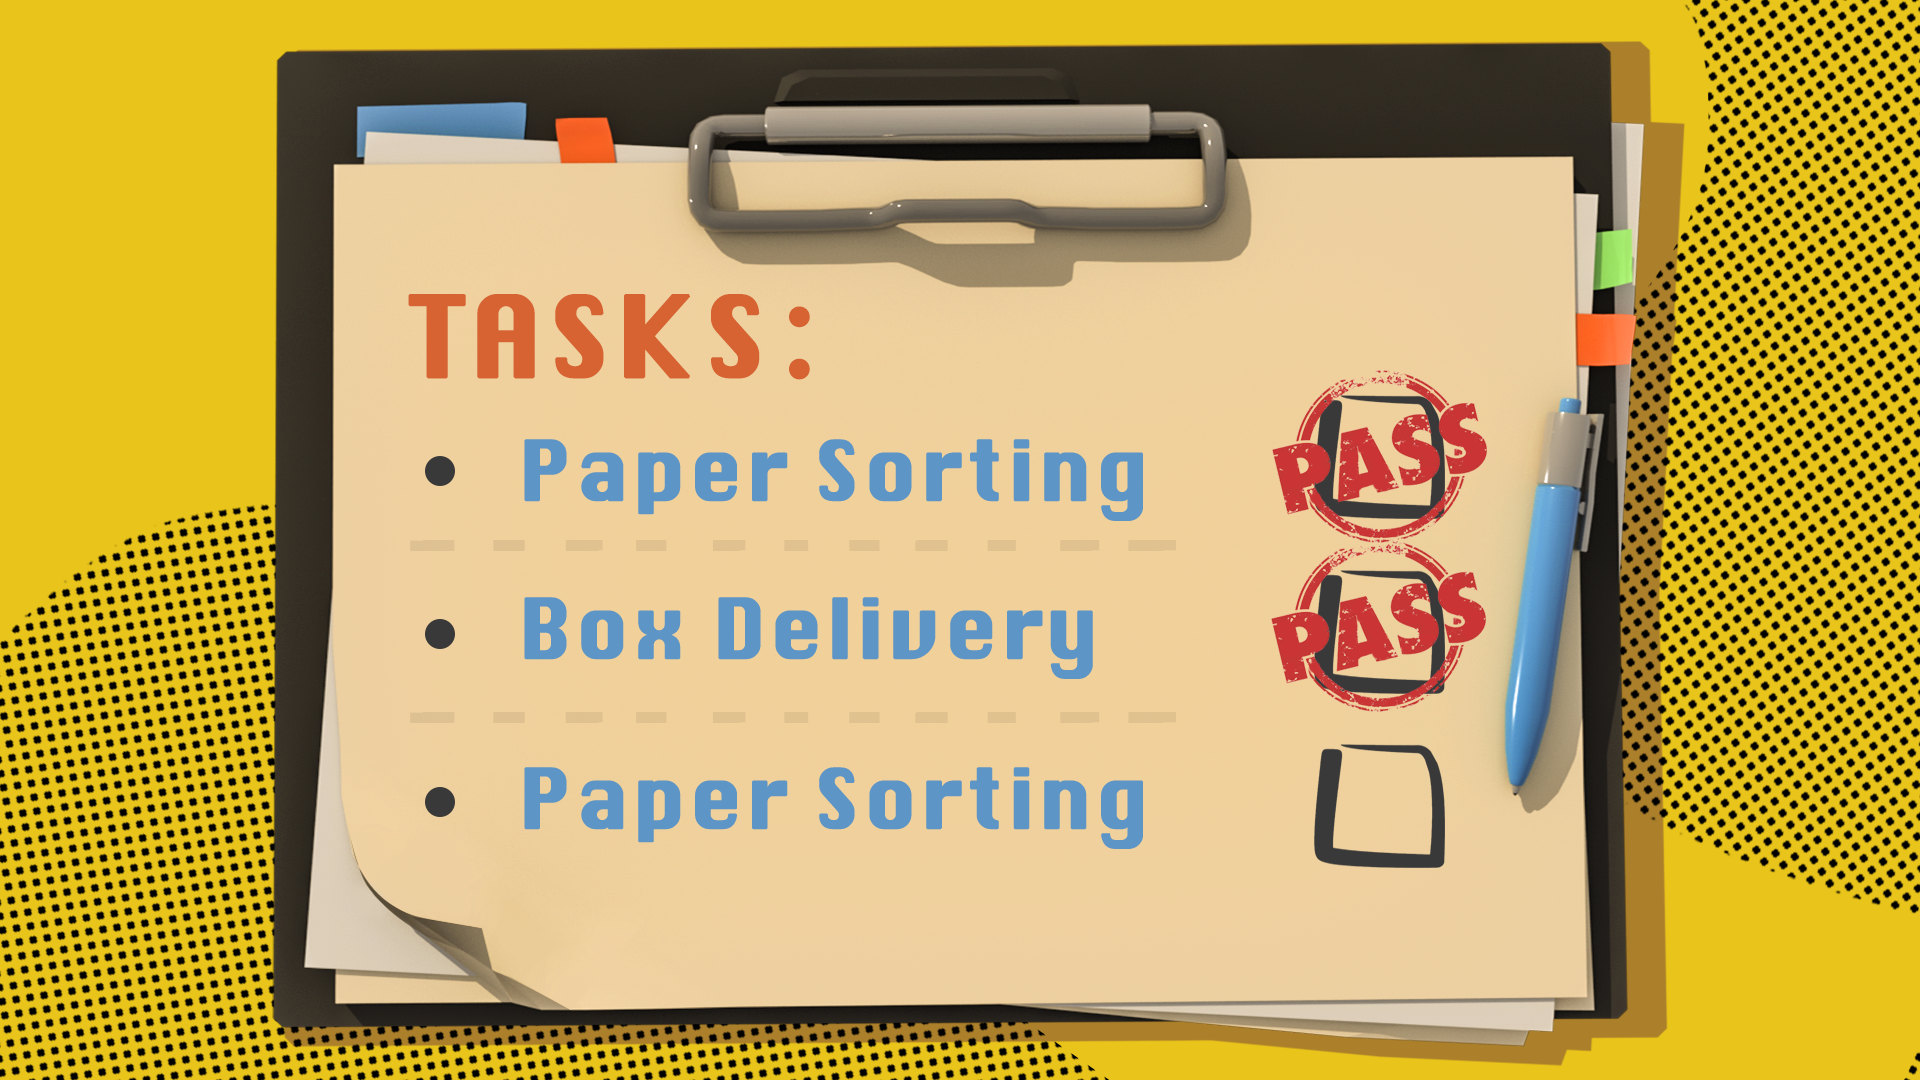 TASKS:
• Paper Sorting
PASS
• Box Delivery
PASS
• Paper Sorting